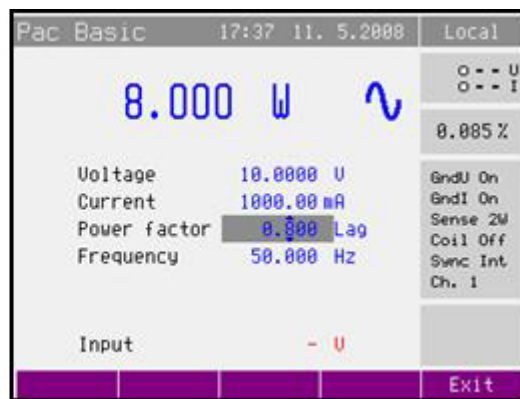 Pac Basic 17:37 11. 5.2008 Local
o - - U
o - - I
8.000 W
0.085 %
Voltage 10.0000 V
Current 1000.00 mA
Power factor 0.800 Lag
Frequency 50.000 Hz
GndU On
GndI On
Sense 2W
Coil Off
Sync Int
Ch. 1
Input - V
Exit